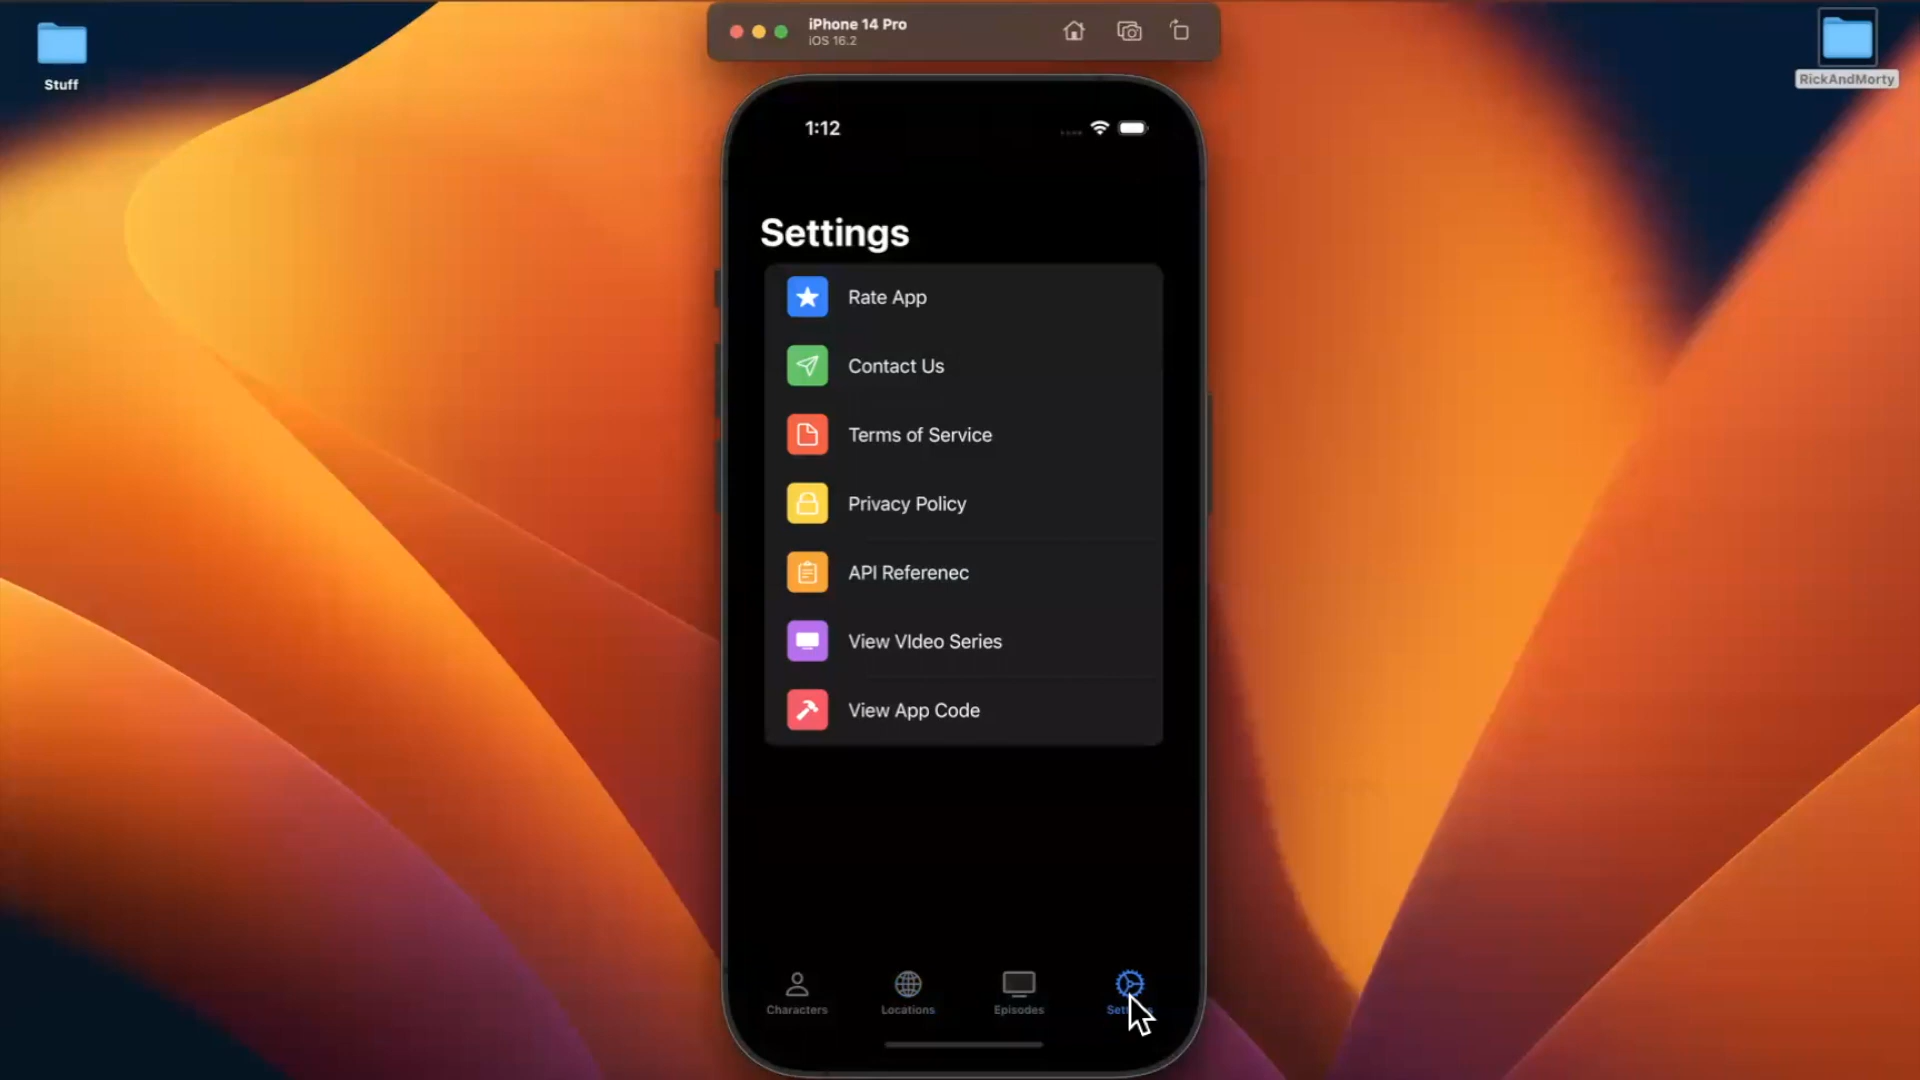 Stuff
iPhone 14 Pro
iOS 16.2
RickAndMorty
1:12
Settings
Rate App
Contact Us
Terms of Service
Privacy Policy
API Referenec
View VIdeo Series
View App Code
Characters
Locations
Episodes